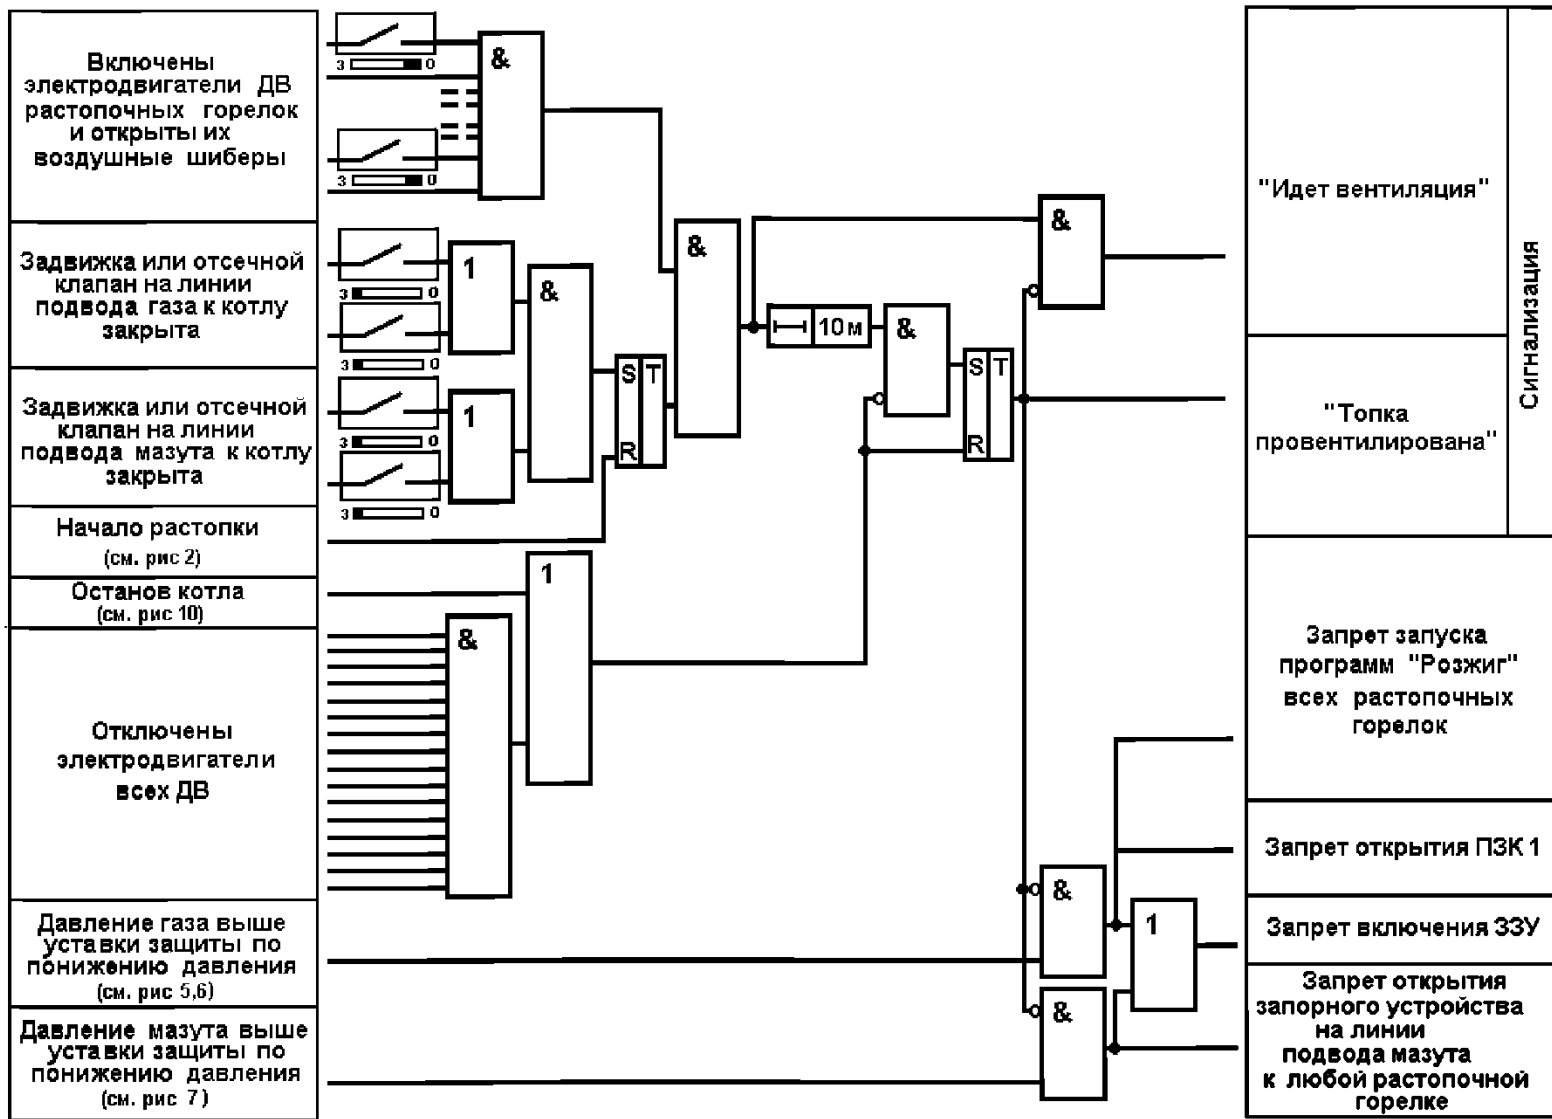 Включены
электродвигатели ДВ
растопочных горелок
и открыты их
воздушные шиберы
Задвижка или отсечной
клапан на линии
подвода газа к котлу
закрыта
Задвижка или отсечной
клапан на линии
подвода мазута к котлу
закрыта
Начало растопки
(см. рис 2)
Останов котла
(см. рис 10)
Отключены
электродвигатели
всех ДВ
Давление газа выше
уставки защиты по
понижению давления
(см. рис 5,6)
Давление мазута выше
уставки защиты по
понижению давления
(см. рис 7)
З О
З О
З О
З О
З О
З О
&
1
&
1
S T
R
&
10 м
&
S T
R
&
1
&
&
1
&
"Идет вентиляция"
"Топка
провентилирована"
Сигнализация
Запрет запуска
программ "Розжиг"
всех растопочных
горелок
Запрет открытия ПЗК 1
Запрет включения ЗЗУ
Запрет открытия
запорного устройства
на линии
подвода мазута
к любой растопочной
горелке